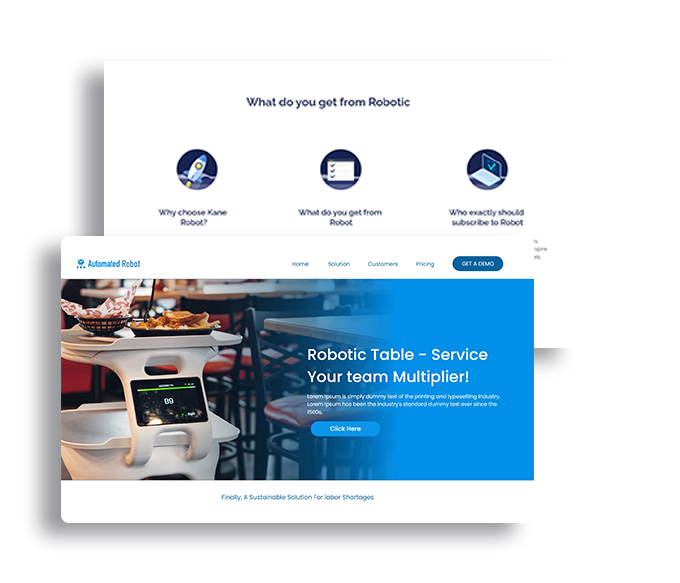 What do you get from Robotic
Why choose Kane
Robot?
What do you get from
Robot
Who exactly should
subscribe to Robot
Automated Robot
Home
Solution
Customers
Pricing
GET A DEMO
B9
Robotic Table - Service
Your team Multiplier!
Lorem Ipsum is simply dummy text of the printing and typesetting industry.
Lorem Ipsum has been the industry's standard dummy text ever since the
1500s,
Click Here
Finally, A Sustainable Solution For labor Shortages